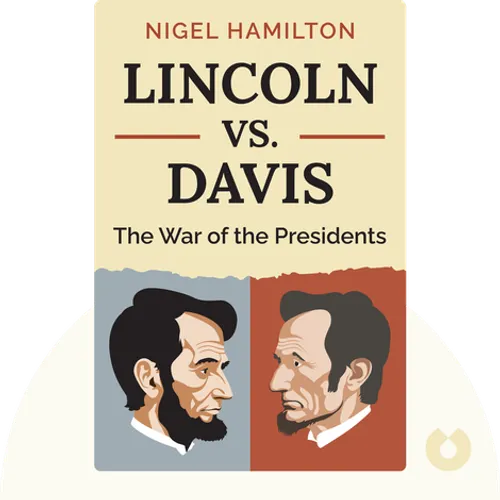 NIGEL HAMILTON
LINCOLN
VS.
DAVIS
The War of the Presidents